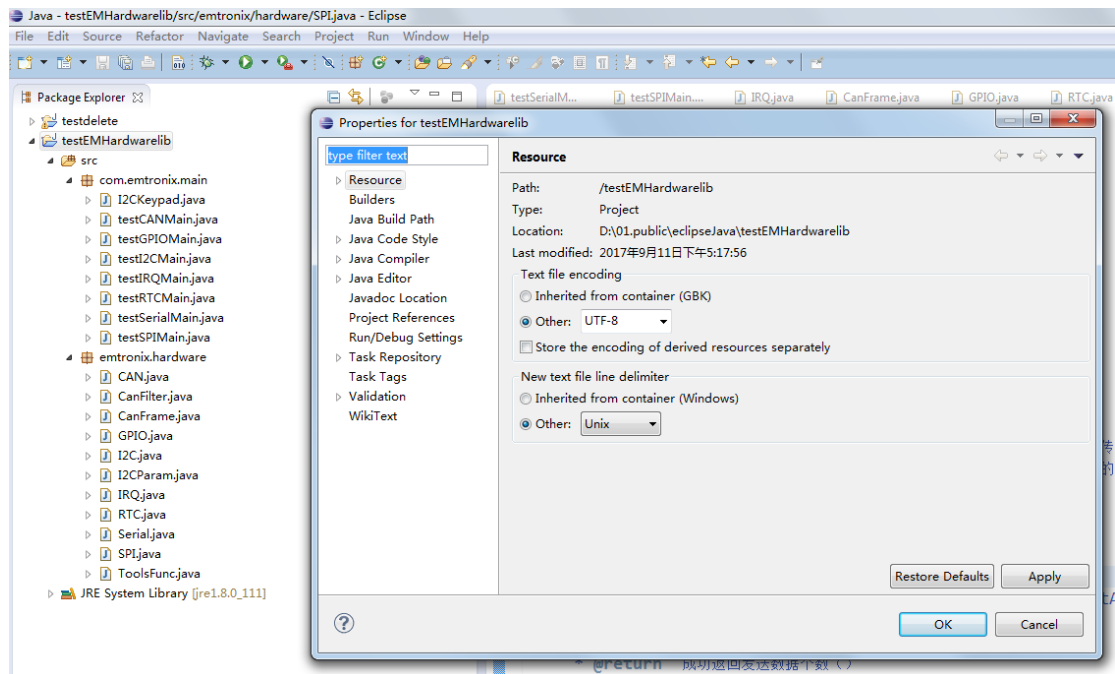 Java - testEMHardwarelib/src/emtronix/hardware/SPI.java - Eclipse
File Edit Source Refactor Navigate Search Project Run Window Help
Package Explorer
testSerialM... testSPIMain.... IRQ.java CanFrame.java GPIO.java RTC.java
testdelete
testEMHardwarelib
src
com.emtronix.main
I2CKeypad.java
testCANMain.java
testGPIOMain.java
testI2CMain.java
testIRQMain.java
testRTCMain.java
testSerialMain.java
testSPIMain.java
emtronix.hardware
CAN.java
CanFilter.java
CanFrame.java
GPIO.java
I2C.java
I2CParam.java
IRQ.java
RTC.java
Serial.java
SPI.java
ToolsFunc.java
JRE System Library [jre1.8.0_111]
Properties for testEMHardwarelib
type filter text
Resource
Builders
Java Build Path
Java Code Style
Java Compiler
Java Editor
Javadoc Location
Project References
Run/Debug Settings
Task Repository
Task Tags
Validation
WikiText
Resource
Path: /testEMHardwarelib
Type: Project
Location: D:\01.public\eclipseJava\testEMHardwarelib
Last modified: 2017年9月11日下午5:17:56
Text file encoding
Inherited from container (GBK)
Other: UTF-8
Store the encoding of derived resources separately
New text file line delimiter
Inherited from container (Windows)
Other: Unix
Restore Defaults Apply
OK Cancel
传
的
* @return 成功返回发送数据个数（）